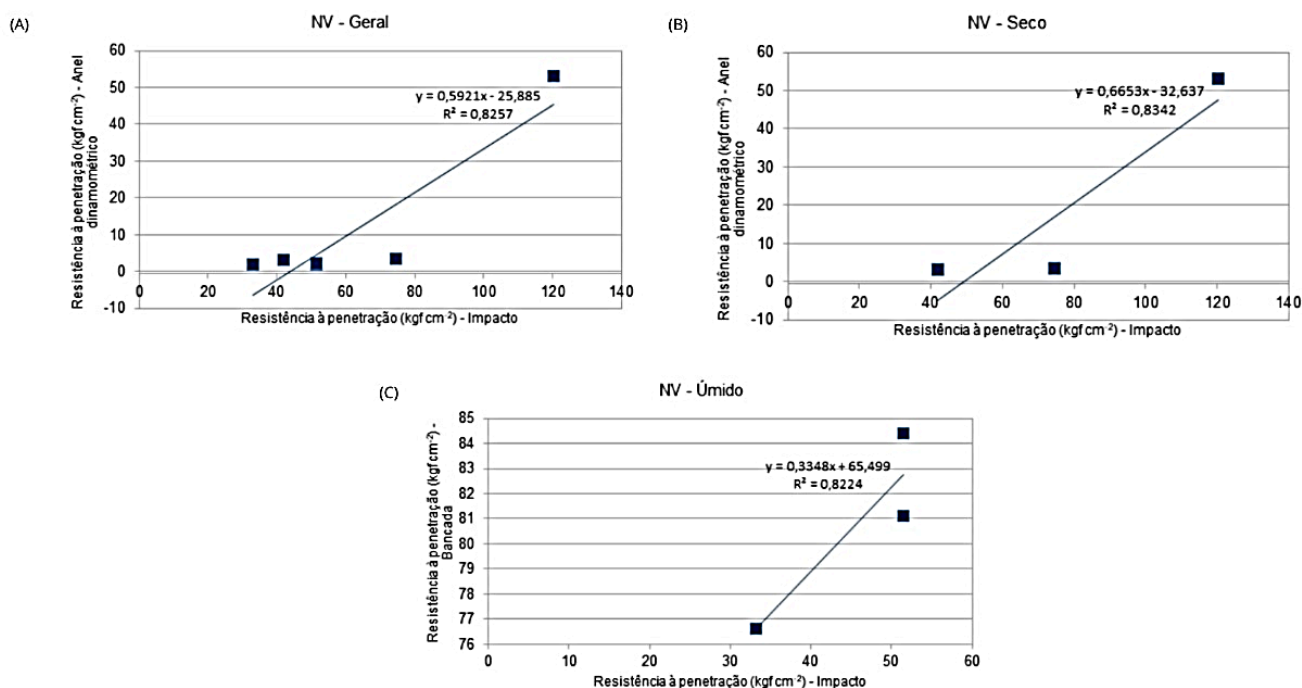 (A)
NV - Geral
Resistência à penetração (kgf cm⁻²) - Anel
dinamométrico
60
50
40
30
20
10
0
-10
y = 0,5921x - 25,885
R² = 0,8257
0
20
40
60
80
100
120
140
Resistência à penetração (kgf cm⁻²) - Impacto
(B)
NV - Seco
Resistência à penetração (kgf cm⁻²) - Anel
dinamométrico
60
50
40
30
20
10
0
-10
y = 0,6653x - 32,637
R² = 0,8342
0
20
40
60
80
100
120
140
Resistência à penetração (kgf cm⁻²) - Impacto
(C)
NV - Úmido
Resistência à penetração (kgf cm⁻²) -
Bancada
85
84
83
82
81
80
79
78
77
76
y = 0,3348x + 65,499
R² = 0,8224
0
10
20
30
40
50
60
Resistência à penetração (kgf cm⁻²) - Impacto